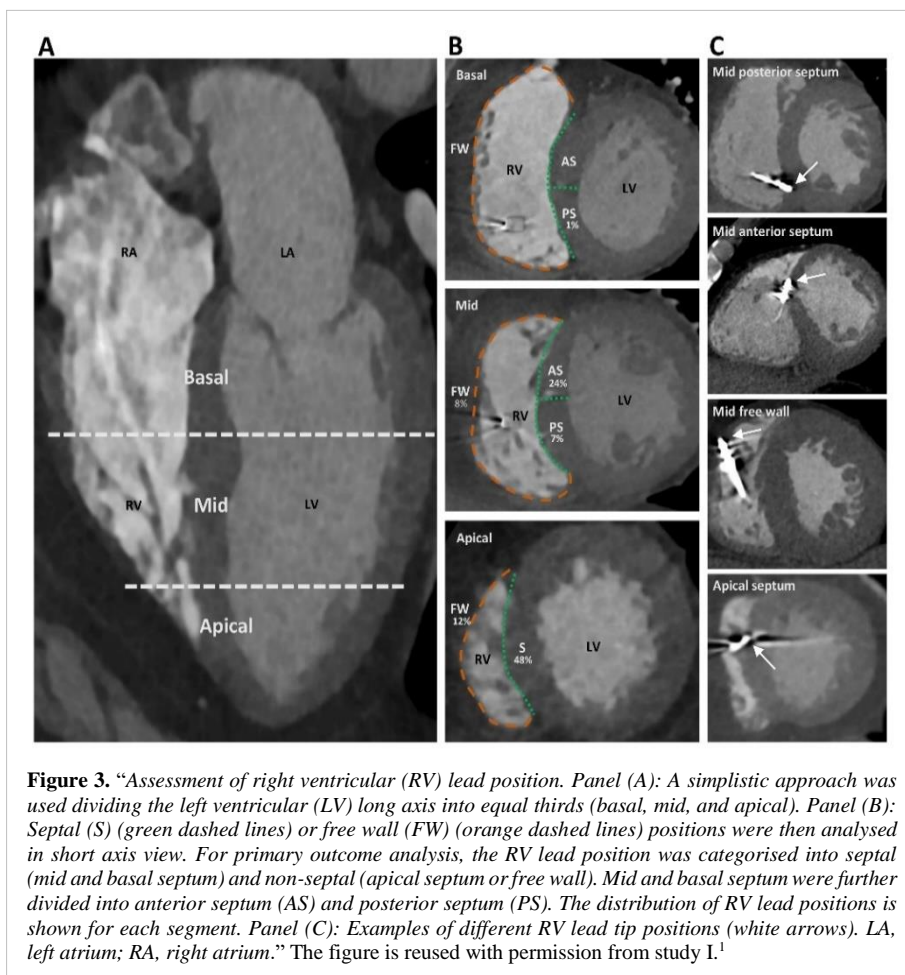 A
RA
LA
Basal
RV
Mid
LV
Apical
B
Basal
FW
RV
AS
LV
PS
1%
Mid
FW
8%
RV
AS
24%
PS
7%
LV
Apical
FW
12%
RV
S
48%
LV
C
Mid posterior septum
Mid anterior septum
Mid free wall
Apical septum
Figure 3. “Assessment of right ventricular (RV) lead position. Panel (A): A simplistic approach was
used dividing the left ventricular (LV) long axis into equal thirds (basal, mid, and apical). Panel (B):
Septal (S) (green dashed lines) or free wall (FW) (orange dashed lines) positions were then analysed
in short axis view. For primary outcome analysis, the RV lead position was categorised into septal
(mid and basal septum) and non-septal (apical septum or free wall). Mid and basal septum were further
divided into anterior septum (AS) and posterior septum (PS). The distribution of RV lead positions is
shown for each segment. Panel (C): Examples of different RV lead tip positions (white arrows). LA,
left atrium; RA, right atrium.” The figure is reused with permission from study I.¹